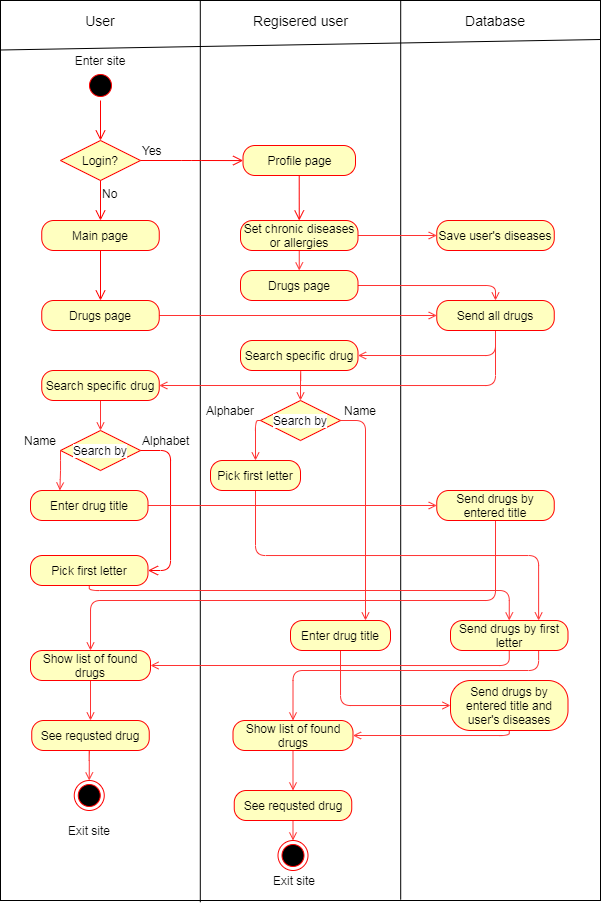 User
Regisered user
Database
Enter site
Login?
Yes
No
Profile page
Main page
Set chronic diseases
or allergies
Save user's diseases
Drugs page
Drugs page
Send all drugs
Search specific drug
Search specific drug
Alphaber
Search by
Name
Name
Search by
Alphabet
Pick first letter
Enter drug title
Send drugs by
entered title
Pick first letter
Enter drug title
Send drugs by first
letter
Show list of found
drugs
Send drugs by
entered title and
user's diseases
See requsted drug
Show list of found
drugs
See requsted drug
Exit site
Exit site